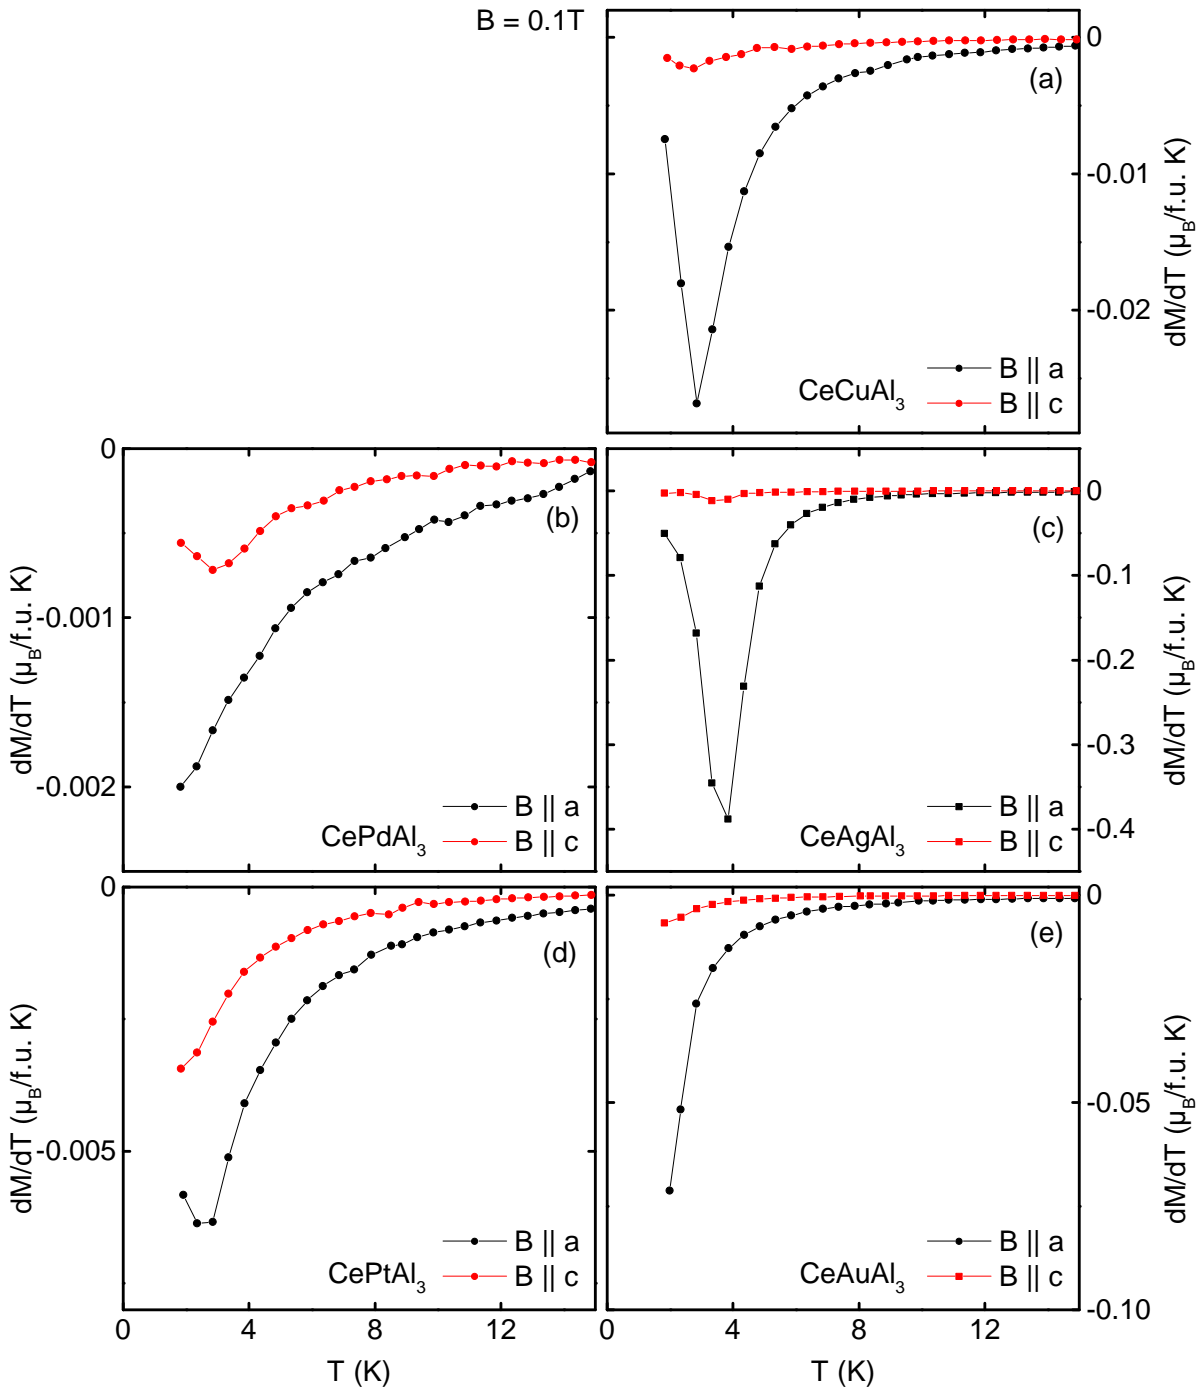 B = 0.1T
0
-0.01
-0.02
dM/dT (μB/f.u. K)
(a)
CeCuAl3
B || a
B || c
0
-0.001
-0.002
dM/dT (μB/f.u. K)
(b)
CePdAl3
B || a
B || c
0
-0.1
-0.2
-0.3
-0.4
dM/dT (μB/f.u. K)
(c)
CeAgAl3
B || a
B || c
0
-0.005
dM/dT (μB/f.u. K)
(d)
CePtAl3
B || a
B || c
0
4
8
12
T (K)
0
-0.05
-0.10
dM/dT (μB/f.u. K)
(e)
CeAuAl3
B || a
B || c
0
4
8
12
T (K)